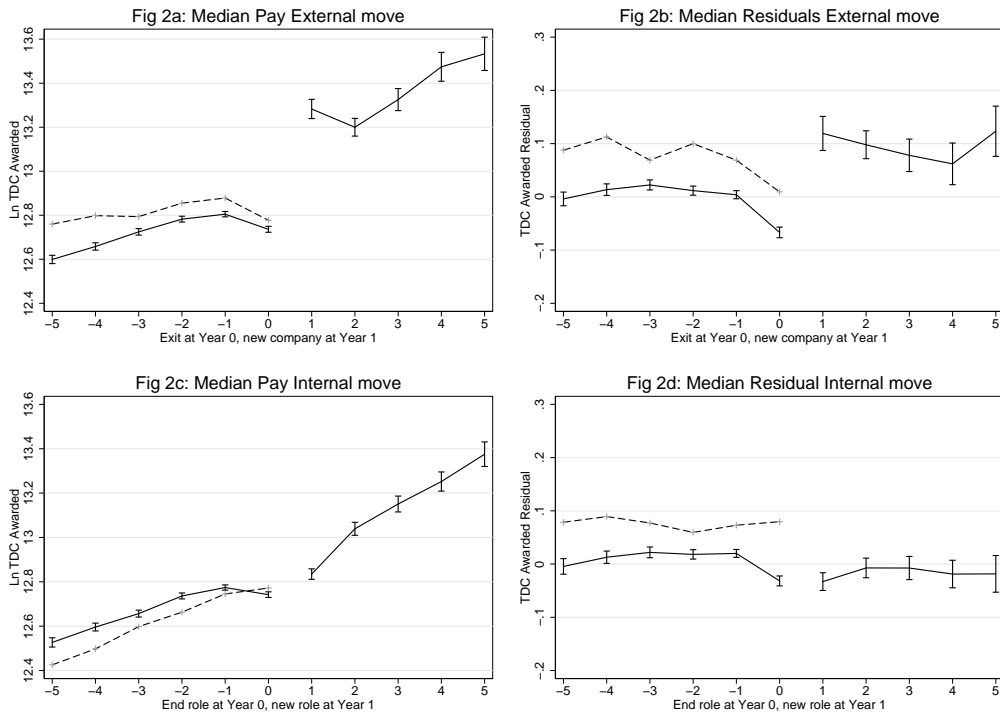 Fig 2a: Median Pay External move
Ln TDC Awarded
13.6
13.4
13.2
13
12.8
12.6
12.4
−5 −4 −3 −2 −1 0 1 2 3 4 5
Exit at Year 0, new company at Year 1
Fig 2b: Median Residuals External move
TDC Awarded Residual
.3
.2
.1
0
−.1
−.2
−5 −4 −3 −2 −1 0 1 2 3 4 5
Exit at Year 0, new company at Year 1
Fig 2c: Median Pay Internal move
Ln TDC Awarded
13.6
13.4
13.2
13
12.8
12.6
12.4
−5 −4 −3 −2 −1 0 1 2 3 4 5
End role at Year 0, new role at Year 1
Fig 2d: Median Residual Internal move
TDC Awarded Residual
.3
.2
.1
0
−.1
−.2
−5 −4 −3 −2 −1 0 1 2 3 4 5
End role at Year 0, new role at Year 1